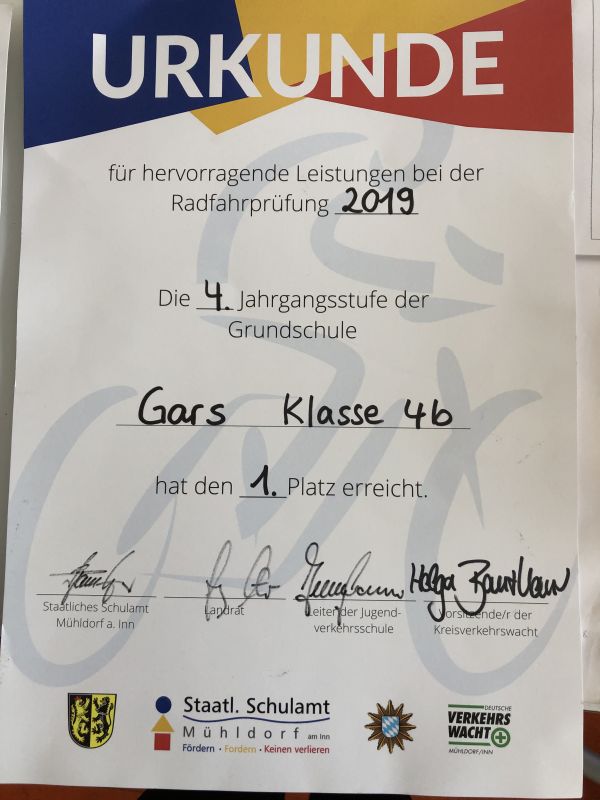 URKUNDE
für hervorragende Leistungen bei der
Radfahrprüfung 2019
Die 4. Jahrgangsstufe der
Grundschule
Gars Klasse 4b
hat den 1. Platz erreicht.
Helga
Staatliches Schulamt
Mühldorf a. Inn
Landrat
Leiter der Jugend-
verkehrsschule
Vorsitzende/r der
Kreisverkehrswacht
Staatl. Schulamt
Mühldorf am Inn
Fördern · Fordern · Keinen verlieren
DEUTSCHE
VERKEHRS
WACHT
MÜHLDORF/INN